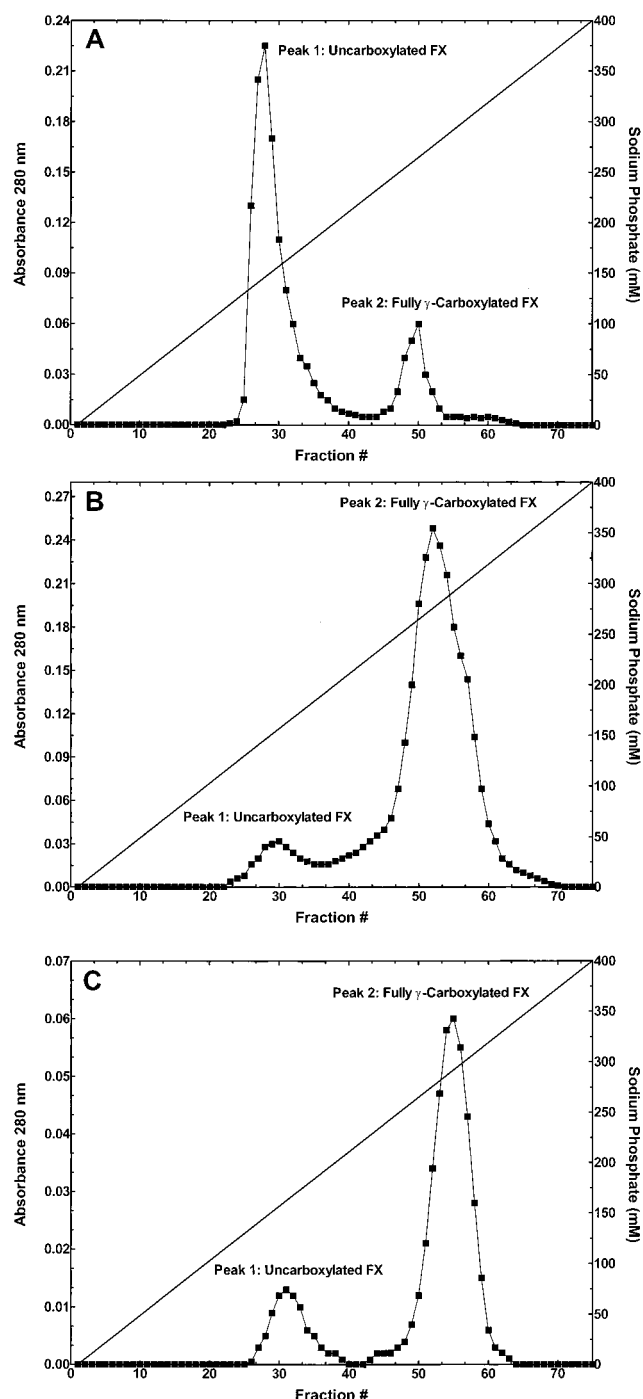 A
Peak 1: Uncarboxylated FX
Peak 2: Fully γ-Carboxylated FX
Absorbance 280 nm
0.24
0.21
0.18
0.15
0.12
0.09
0.06
0.03
0.00
400
350
300
250
200
150
100
50
0
Sodium Phosphate (mM)
0 10 20 30 40 50 60 70
Fraction #
B
Peak 2: Fully γ-Carboxylated FX
Peak 1: Uncarboxylated FX
Absorbance 280 nm
0.27
0.24
0.21
0.18
0.15
0.12
0.09
0.06
0.03
0.00
400
350
300
250
200
150
100
50
0
Sodium Phosphate (mM)
0 10 20 30 40 50 60 70
Fraction #
C
Peak 2: Fully γ-Carboxylated FX
Peak 1: Uncarboxylated FX
Absorbance 280 nm
0.07
0.06
0.05
0.04
0.03
0.02
0.01
0.00
400
350
300
250
200
150
100
50
0
Sodium Phosphate (mM)
0 10 20 30 40 50 60 70
Fraction #